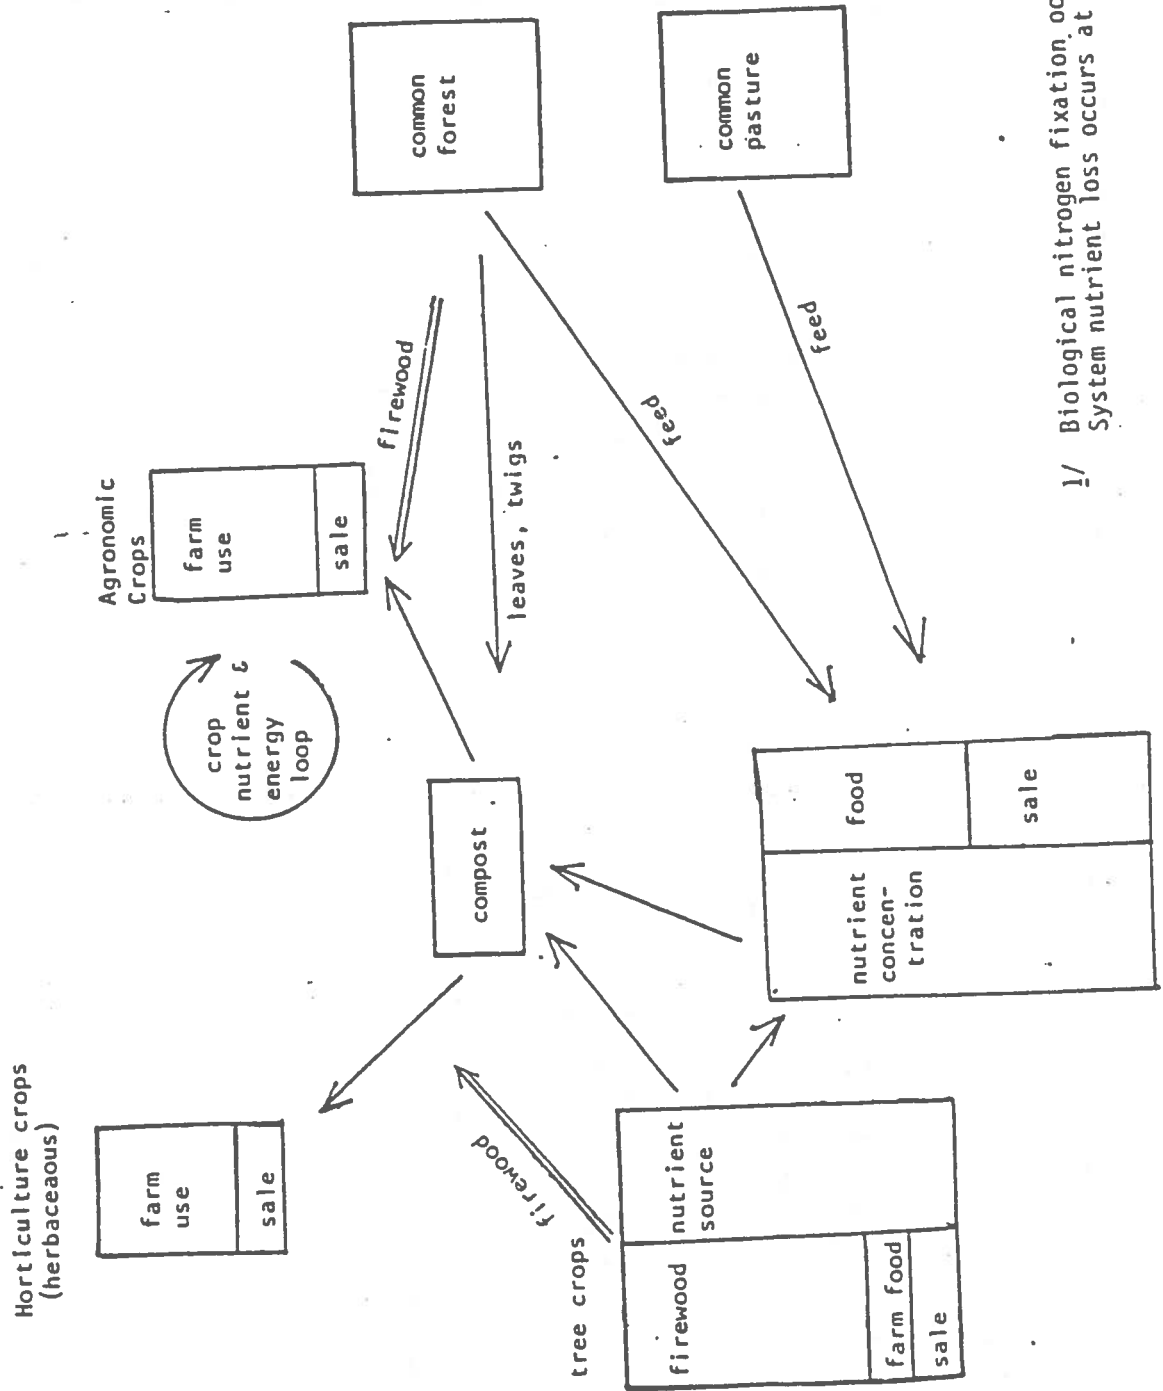 Horticulture crops
(herbaceaous)
farm
use
sale
Agronomic
Crops
farm
use
sale
crop
nutrient &
energy
loop
common
forest
common
pasture
compost
firewood
leaves, twigs
feed
feed
firewood
tree crops
firewood
nutrient
source
farm food
sale
nutrient
concen-
tration
food
sale
1/ Biological nitrogen fixation
System nutrient loss occurs at